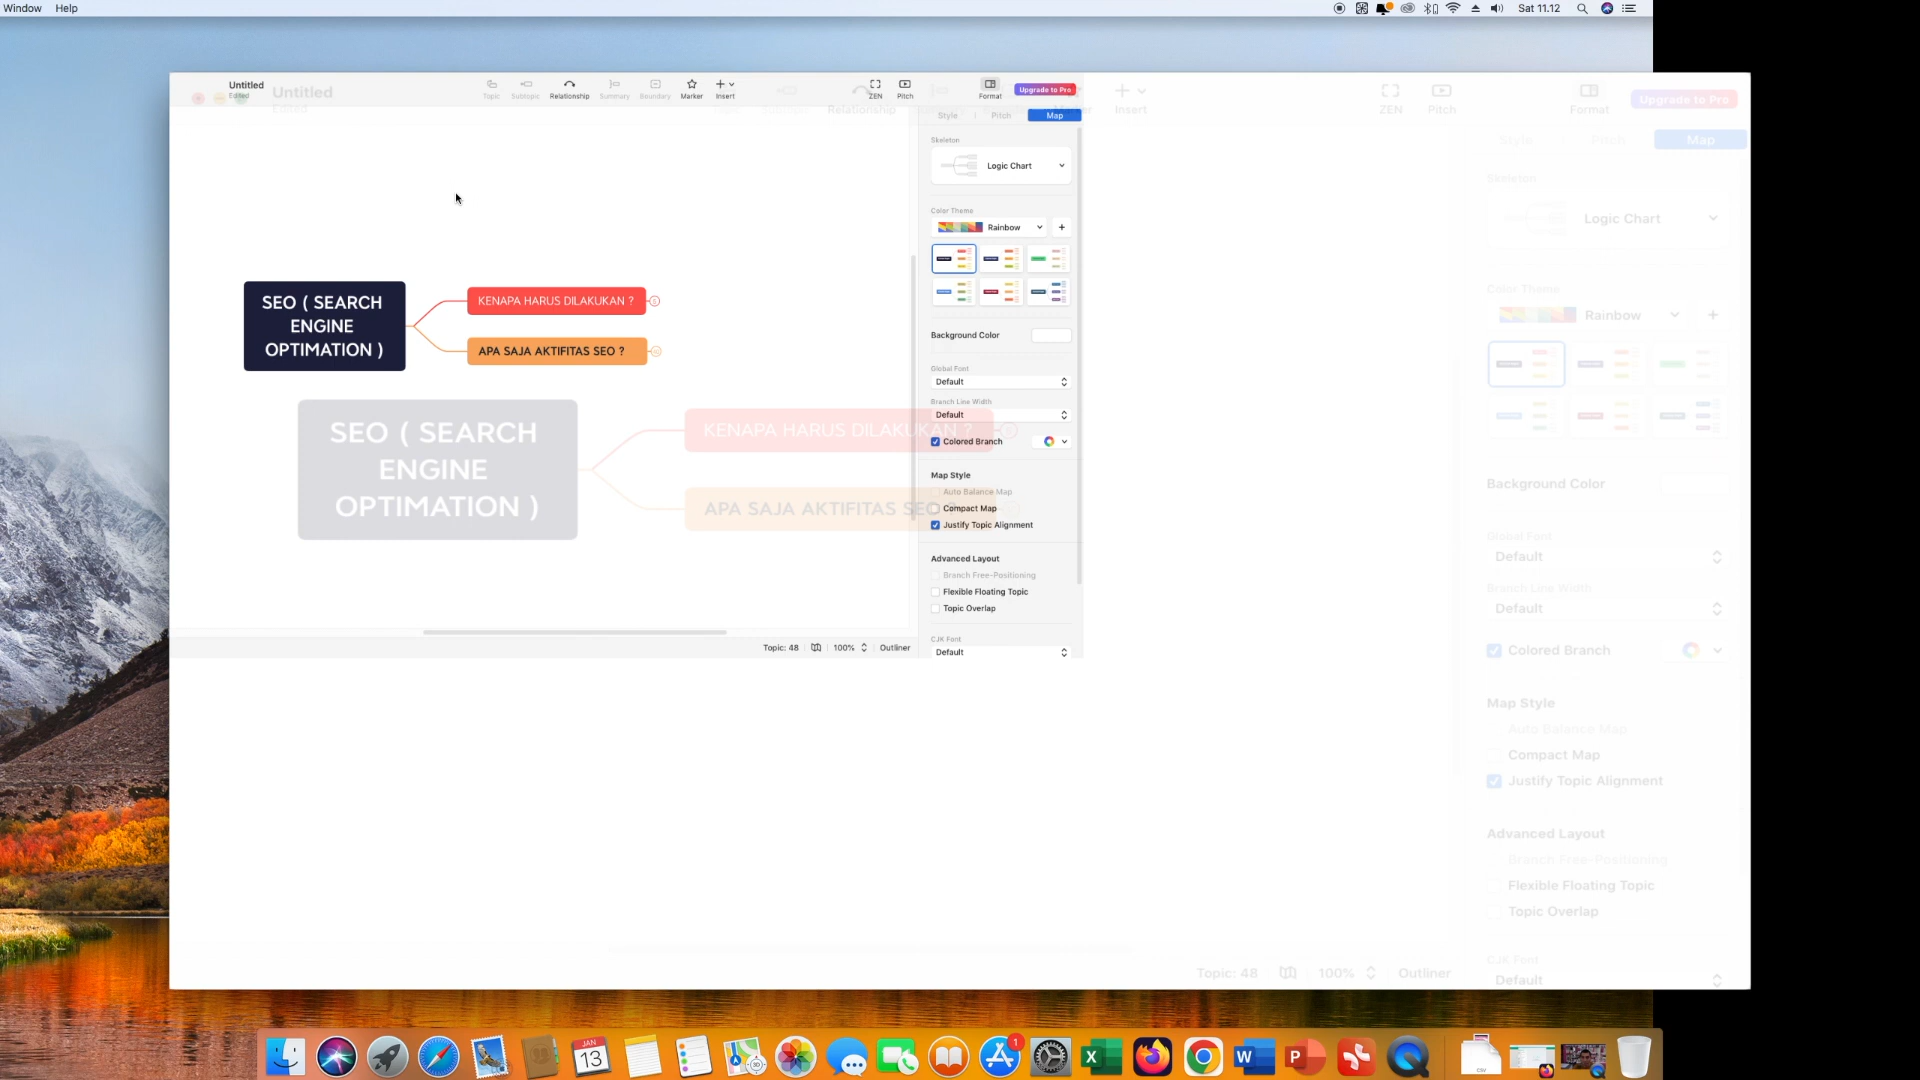 Window Help
Sat 11.12
Untitled
Edited
Topic Subtopic Relationship Summary Boundary Marker Insert
ZEN Pitch Format Upgrade to Pro
Style Pitch Map
Skeleton
Logic Chart
Color Theme
Rainbow
Background Color
Global Font
Default
Branch Line Width
Default
Colored Branch
Map Style
Auto Balance Map
Compact Map
Justify Topic Alignment
Advanced Layout
Branch Free-Positioning
Flexible Floating Topic
Topic Overlap
CJK Font
Default
SEO ( SEARCH
ENGINE
OPTIMATION )
KENAPA HARUS DILAKUKAN ?
APA SAJA AKTIFITAS SEO ?
Topic: 48 100% Outliner
Untitled
Edited
Relationship
Insert
ZEN Pitch Format Upgrade to Pro
Style Pitch Map
Skeleton
Logic Chart
Color Theme
Rainbow
Background Color
Global Font
Default
Branch Line Width
Default
Colored Branch
Map Style
Auto Balance Map
Compact Map
Justify Topic Alignment
Advanced Layout
Branch Free-Positioning
Flexible Floating Topic
Topic Overlap
CJK Font
Default
SEO ( SEARCH
ENGINE
OPTIMATION )
KENAPA HARUS DILAKUKAN ?
APA SAJA AKTIFITAS SEO
Topic: 48 100% Outliner
JAN
13
1
CSV